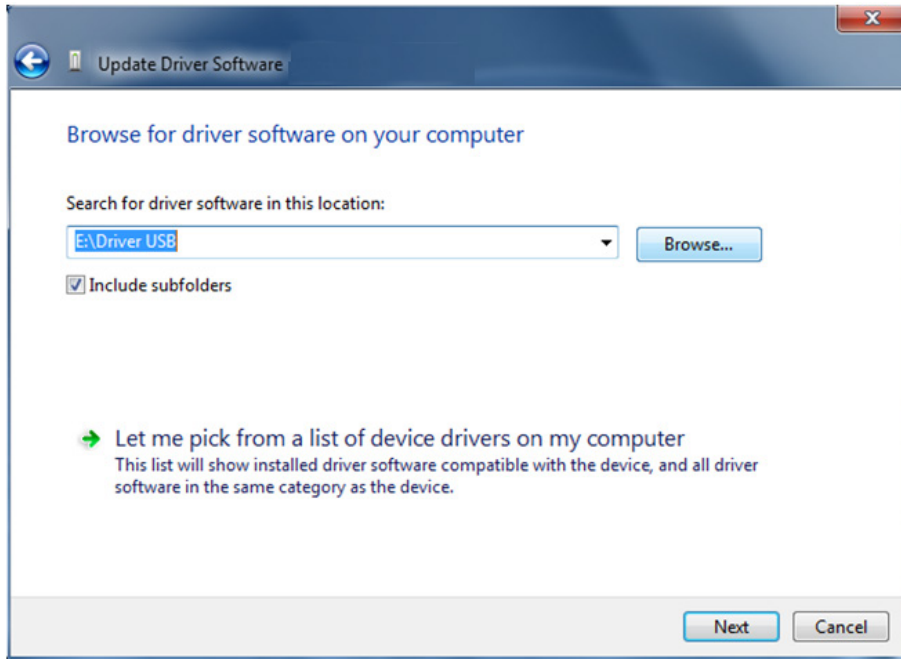 Update Driver Software
Browse for driver software on your computer
Search for driver software in this location:
E:\Driver USB
Browse...
Include subfolders
Let me pick from a list of device drivers on my computer
This list will show installed driver software compatible with the device, and all driver
software in the same category as the device.
Next
Cancel